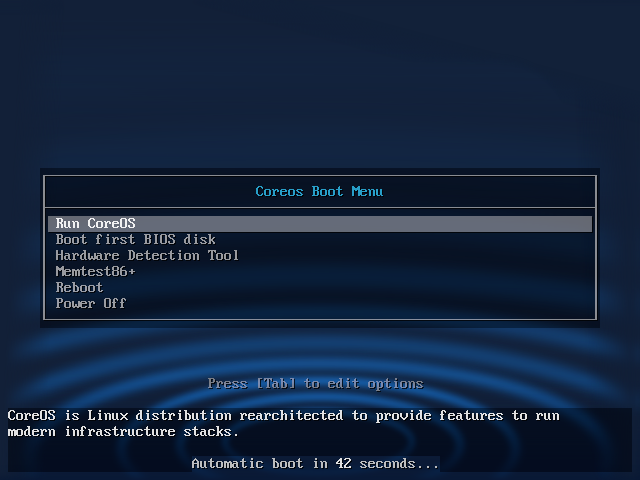 Coreos Boot Menu
Run CoreOS
Boot first BIOS disk
Hardware Detection Tool
Memtest86+
Reboot
Power Off
Press [Tab] to edit options
CoreOS is Linux distribution rearchitected to provide features to run
modern infrastructure stacks.
Automatic boot in 42 seconds...